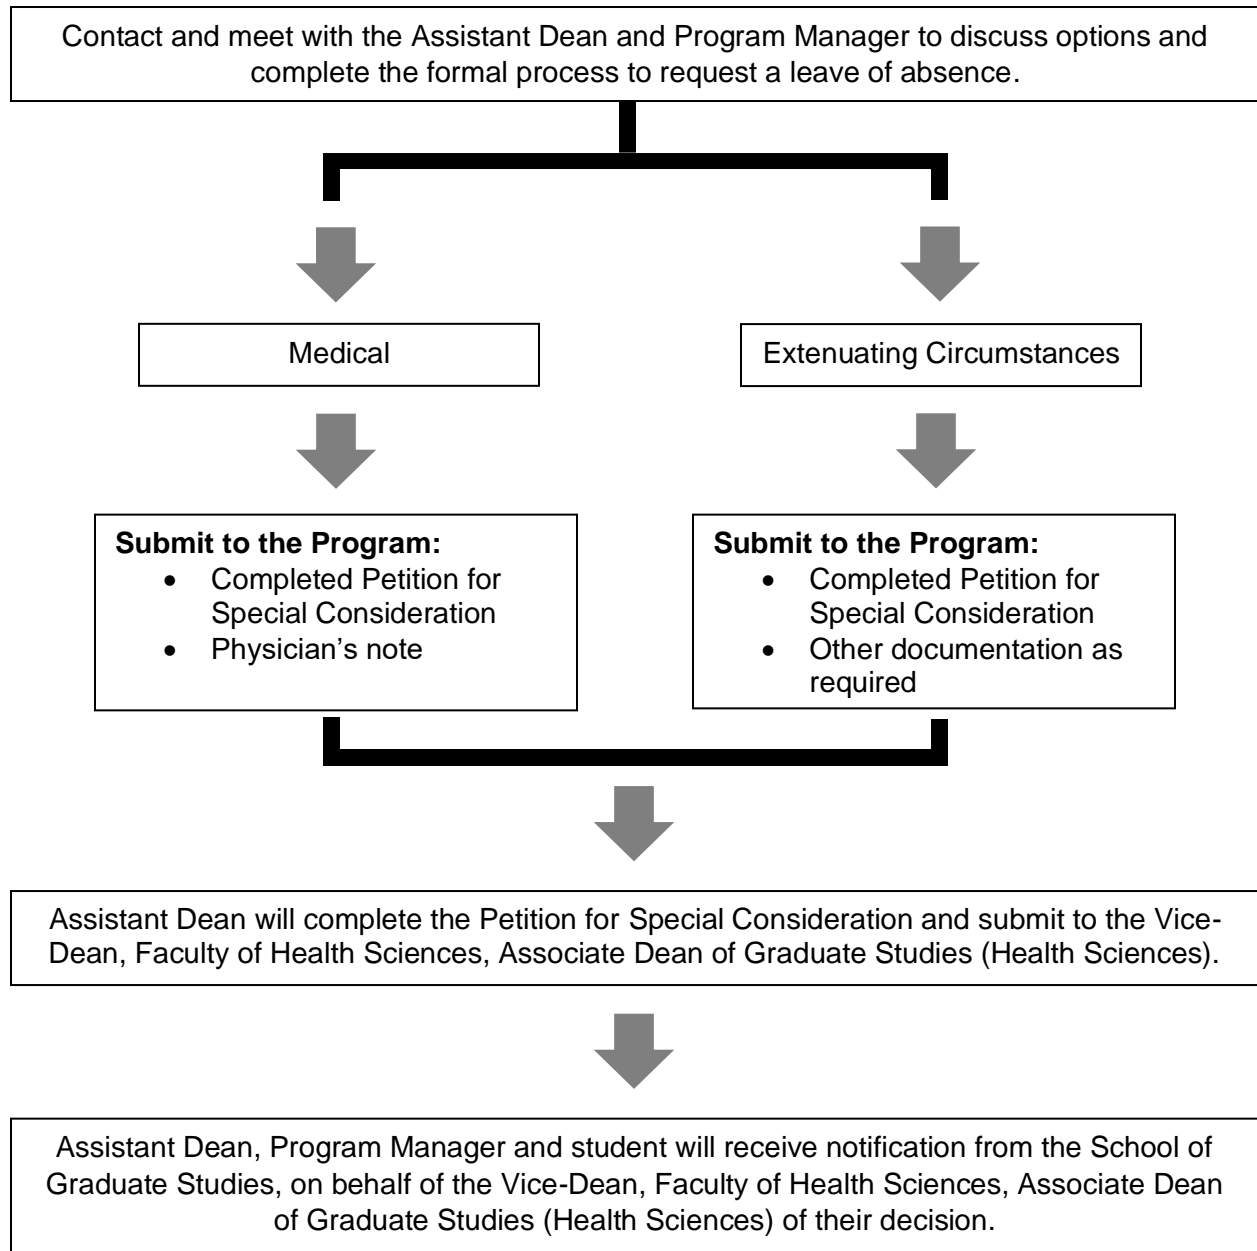 Contact and meet with the Assistant Dean and Program Manager to discuss options and
complete the formal process to request a leave of absence.
Medical
Extenuating Circumstances
Submit to the Program:
• Completed Petition for
Special Consideration
• Physician’s note
Submit to the Program:
• Completed Petition for
Special Consideration
• Other documentation as
required
Assistant Dean will complete the Petition for Special Consideration and submit to the Vice-
Dean, Faculty of Health Sciences, Associate Dean of Graduate Studies (Health Sciences).
Assistant Dean, Program Manager and student will receive notification from the School of
Graduate Studies, on behalf of the Vice-Dean, Faculty of Health Sciences, Associate Dean
of Graduate Studies (Health Sciences) of their decision.